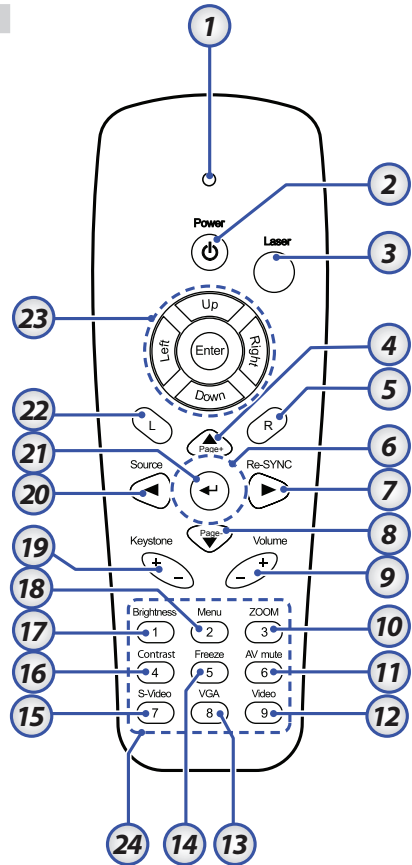 1
2
Power
Laser
3
23
Up
Left
Enter
Right
Down
4
5
22
L
R
6
21
Page+
Source
Re-SYNC
7
20
Page-
8
19
Keystone
Volume
+
–
+
–
9
18
Brightness
Menu
ZOOM
10
17
1
2
3
Contrast
Freeze
AV mute
16
4
5
6
11
S-Video
VGA
Video
15
7
8
9
12
24
14
13